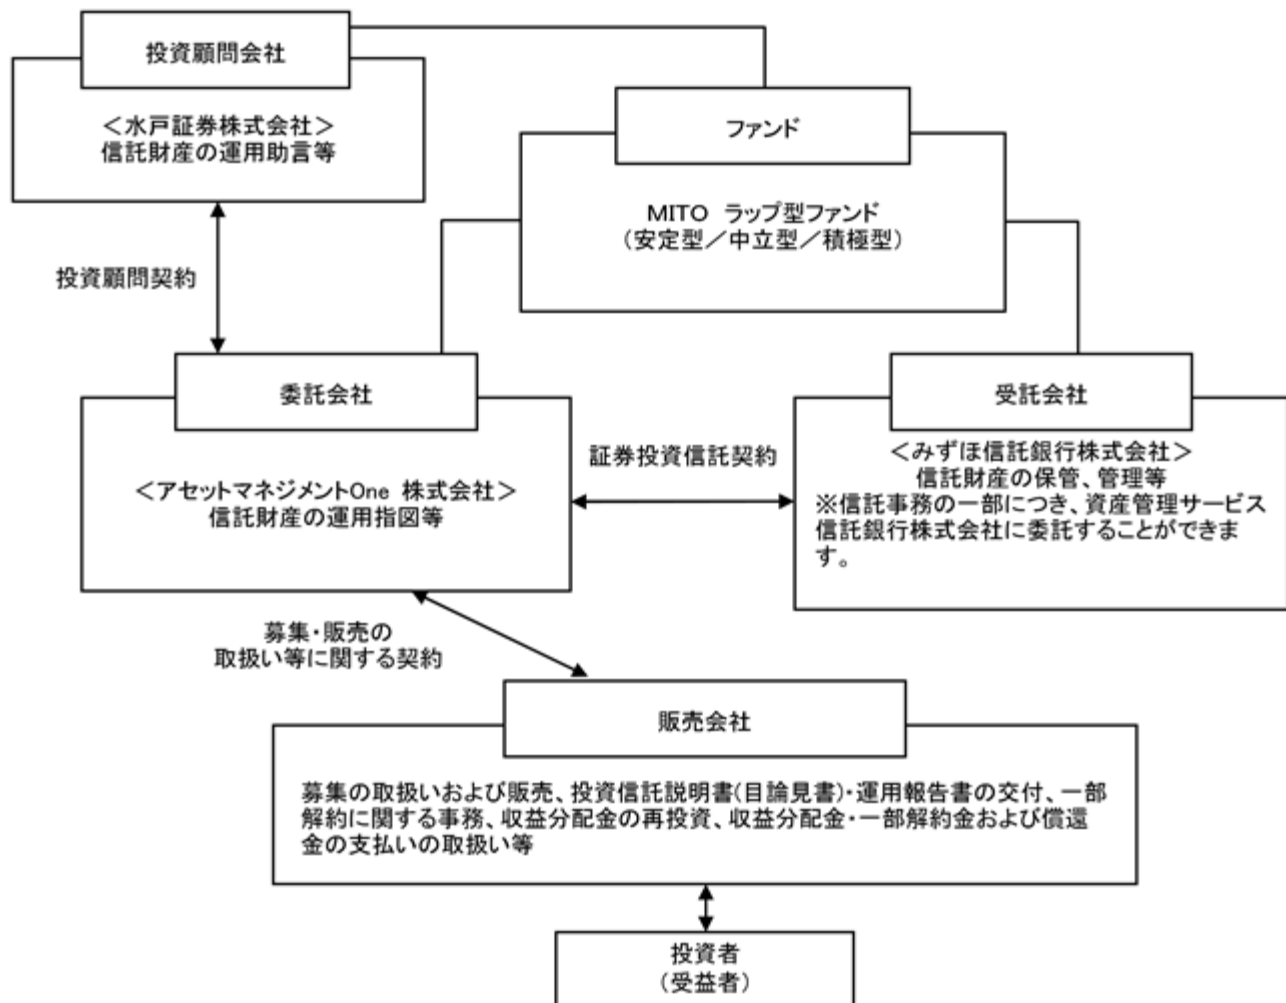 投資顧問会社
＜水戸証券株式会社＞
信託財産の運用助言等
ファンド
MITO ラップ型ファンド
（安定型／中立型／積極型）
投資顧問契約
委託会社
＜アセットマネジメントOne 株式会社＞
信託財産の運用指図等
証券投資信託契約
受託会社
＜みずほ信託銀行株式会社＞
信託財産の保管、管理等
※信託事務の一部につき、資産管理サービス
信託銀行株式会社に委託することができま
す。
募集・販売の
取扱い等に関する契約
販売会社
募集の取扱いおよび販売、投資信託説明書(目論見書)・運用報告書の交付、一部
解約に関する事務、収益分配金の再投資、収益分配金・一部解約金および償還
金の支払いの取扱い等
投資者
（受益者）